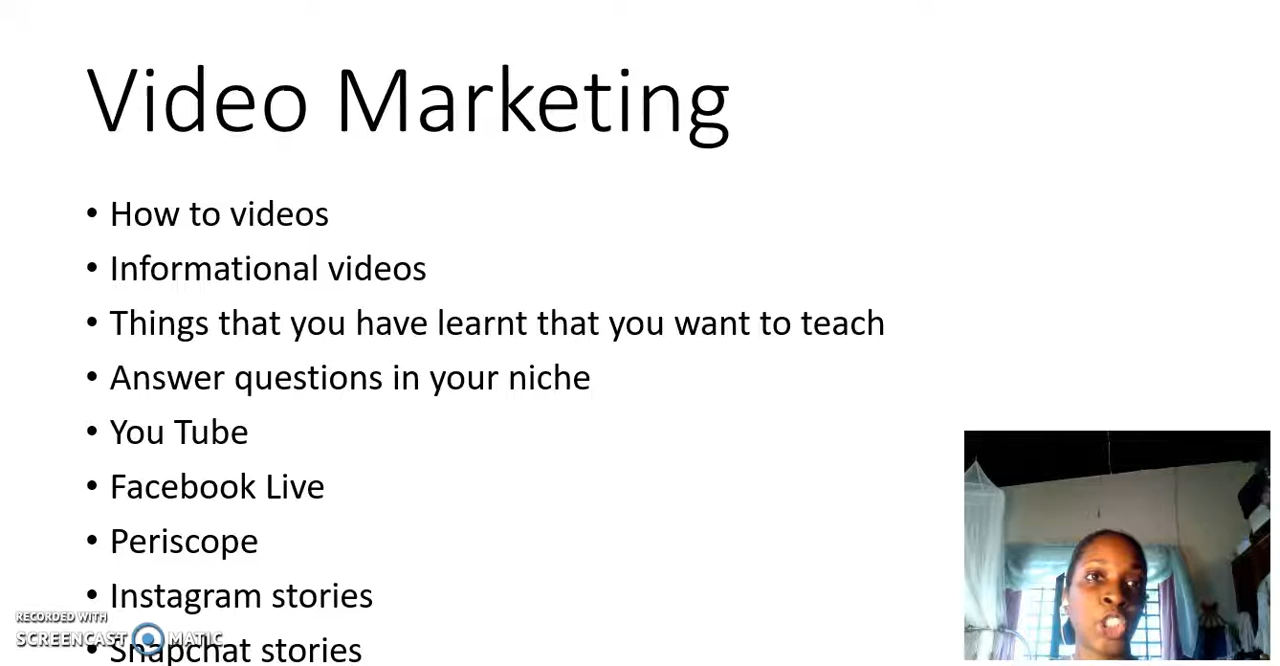 Video Marketing
• How to videos
• Informational videos
• Things that you have learnt that you want to teach
• Answer questions in your niche
• You Tube
• Facebook Live
• Periscope
• Instagram stories
RECORDED WITH
SCREENCAST MATIC
• Snapchat stories